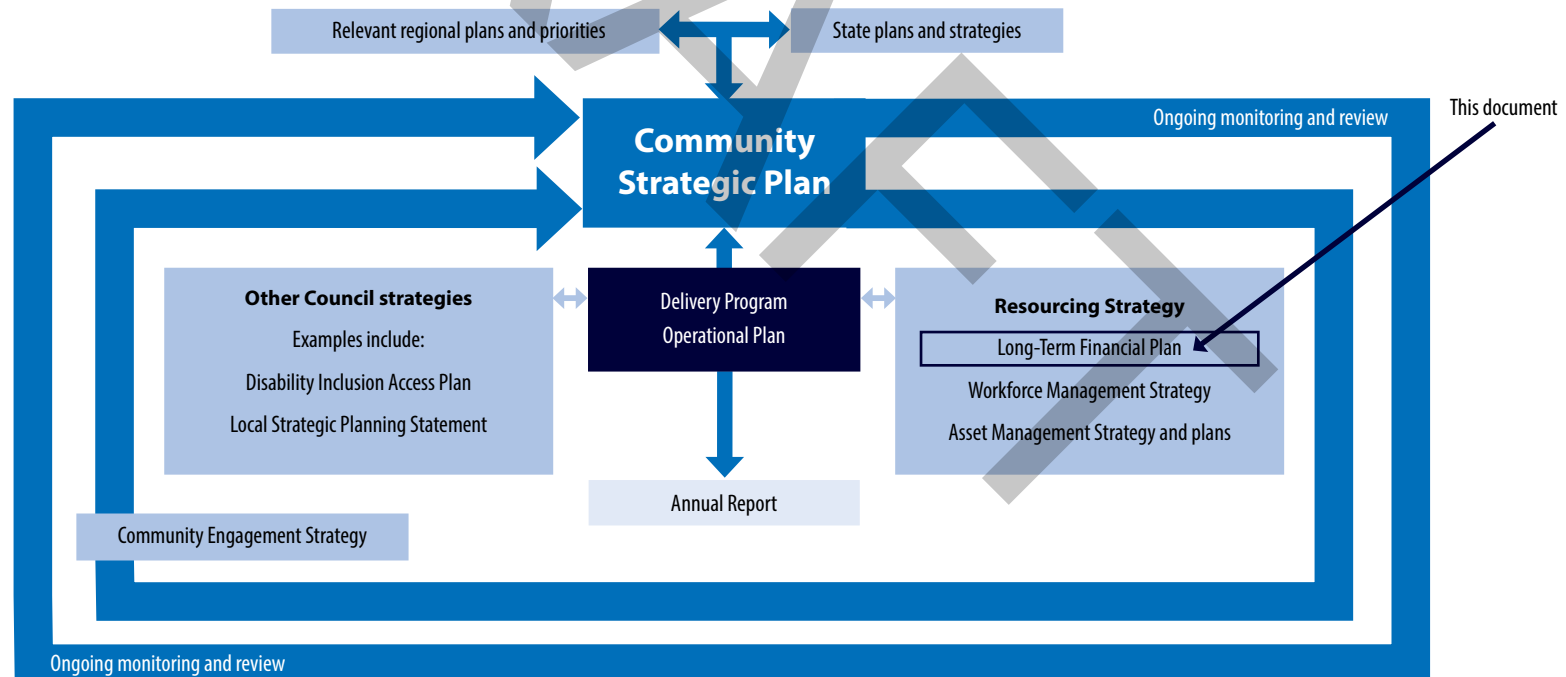 Relevant regional plans and priorities
State plans and strategies
Community
Strategic Plan
Ongoing monitoring and review
This document
Other Council strategies
Examples include:
Disability Inclusion Access Plan
Local Strategic Planning Statement
Delivery Program
Operational Plan
Resourcing Strategy
Long-Term Financial Plan
Workforce Management Strategy
Asset Management Strategy and plans
Annual Report
Community Engagement Strategy
Ongoing monitoring and review